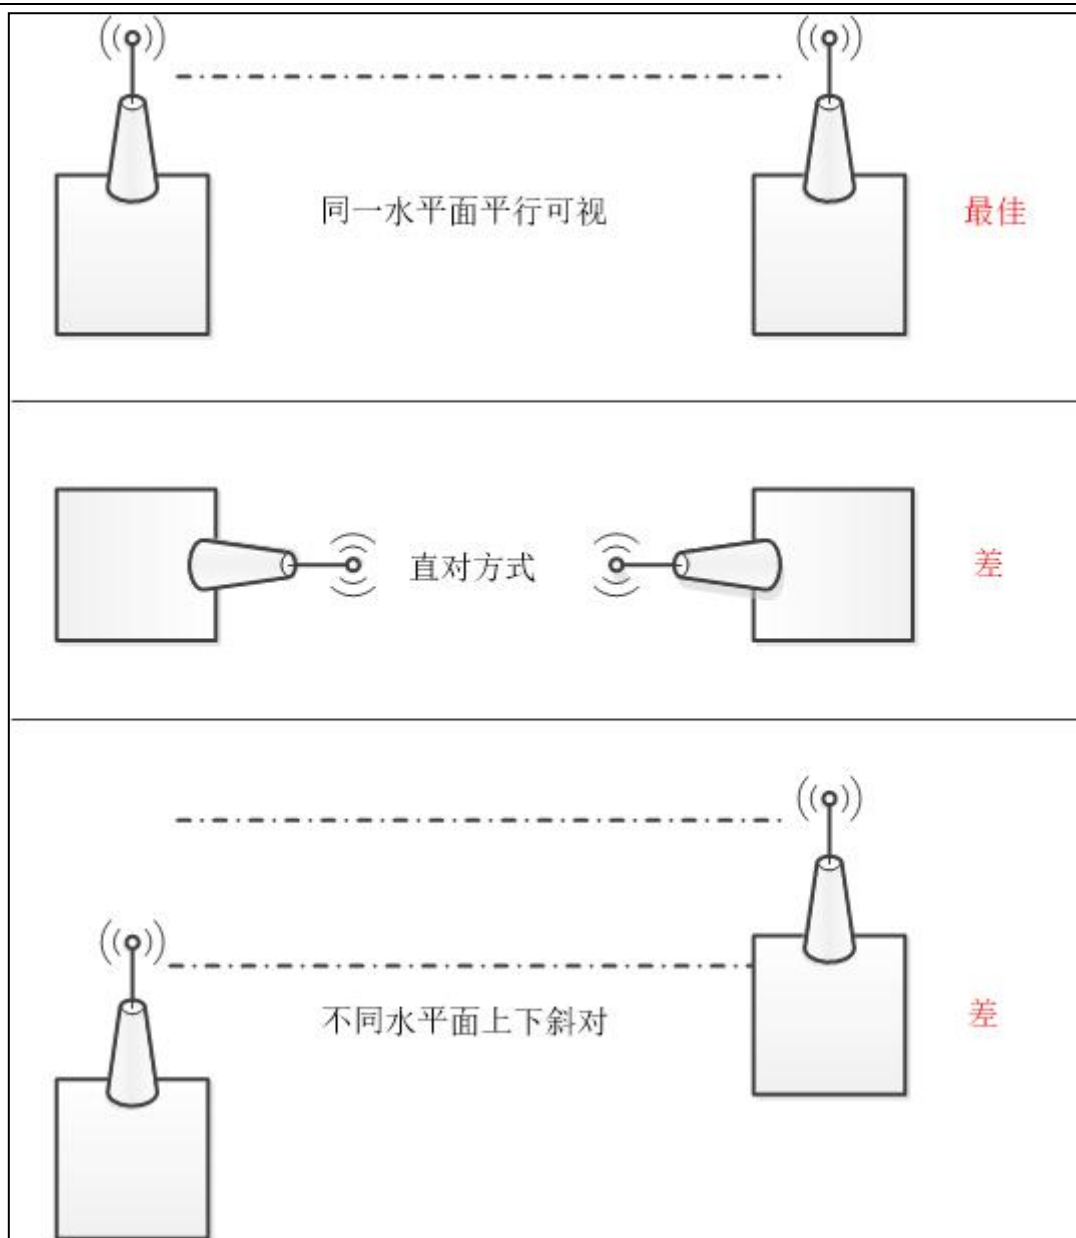 同一水平面平行可视
最佳
直对方式
差
不同水平面上下斜对
差